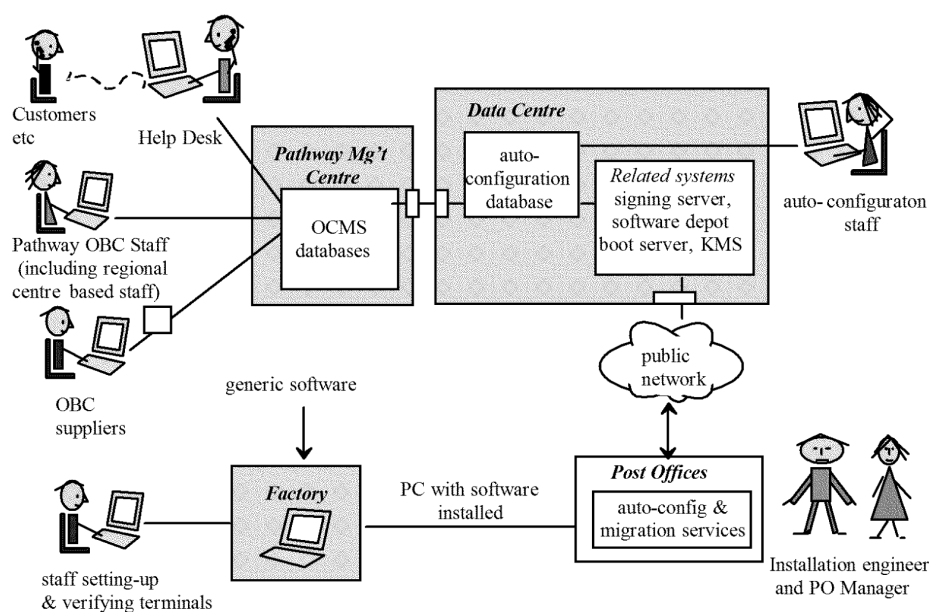 Customers
etc
Help Desk
Pathway OBC Staff
(including regional
centre based staff)
OBC
suppliers
Pathway Mg't
Centre
OCMS
databases
Data Centre
auto-
configuration
database
Related systems
signing server,
software depot
boot server, KMS
auto- configuraton
staff
public
network
generic software
Factory
PC with software
installed
Post Offices
auto-config &
migration services
staff setting-up
& verifying terminals
Installation engineer
and PO Manager